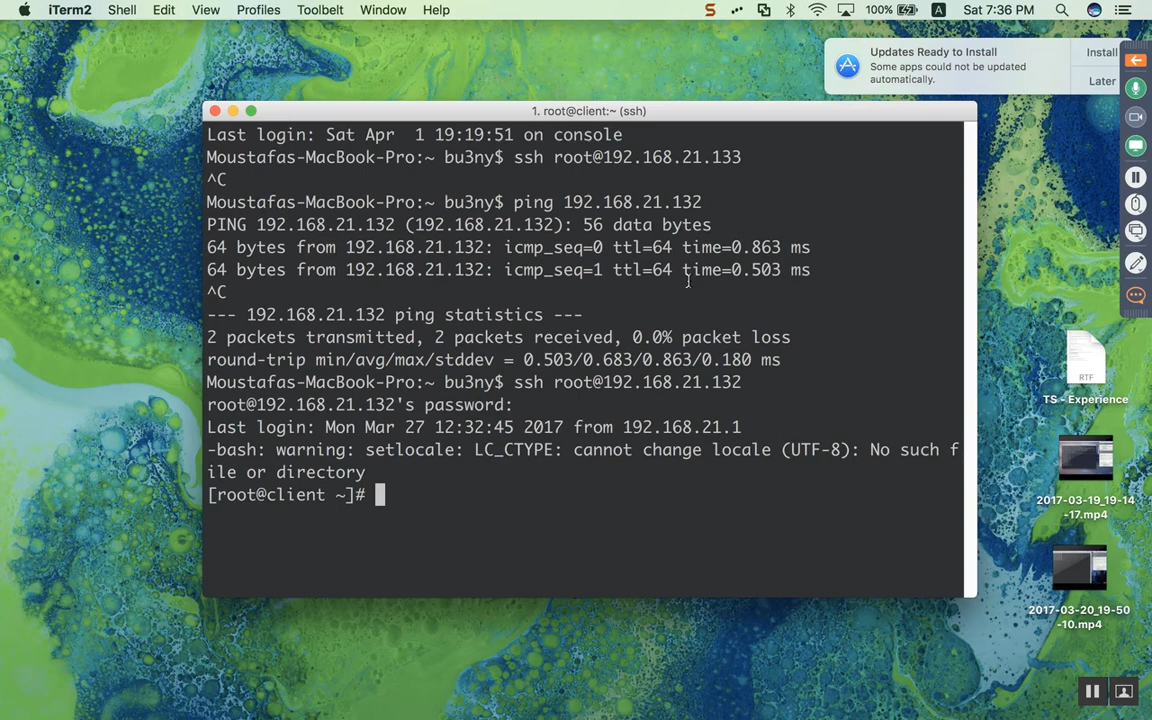 iTerm2 Shell Edit View Profiles Toolbelt Window Help 100% A Sat 7:36 PM
Updates Ready to Install
Some apps could not be updated
automatically.
Install
Later
1. root@client:~ (ssh)
Last login: Sat Apr  1 19:19:51 on console
Moustafas-MacBook-Pro:~ bu3ny$ ssh root@192.168.21.133
^C
Moustafas-MacBook-Pro:~ bu3ny$ ping 192.168.21.132
PING 192.168.21.132 (192.168.21.132): 56 data bytes
64 bytes from 192.168.21.132: icmp_seq=0 ttl=64 time=0.863 ms
64 bytes from 192.168.21.132: icmp_seq=1 ttl=64 time=0.503 ms
^C
--- 192.168.21.132 ping statistics ---
2 packets transmitted, 2 packets received, 0.0% packet loss
round-trip min/avg/max/stddev = 0.503/0.683/0.863/0.180 ms
Moustafas-MacBook-Pro:~ bu3ny$ ssh root@192.168.21.132
root@192.168.21.132's password:
Last login: Mon Mar 27 12:32:45 2017 from 192.168.21.1
-bash: warning: setlocale: LC_CTYPE: cannot change locale (UTF-8): No such f
ile or directory
[root@client ~]#
RTF
TS - Experience
2017-03-19_19-14
-17.mp4
2017-03-20_19-50
-10.mp4